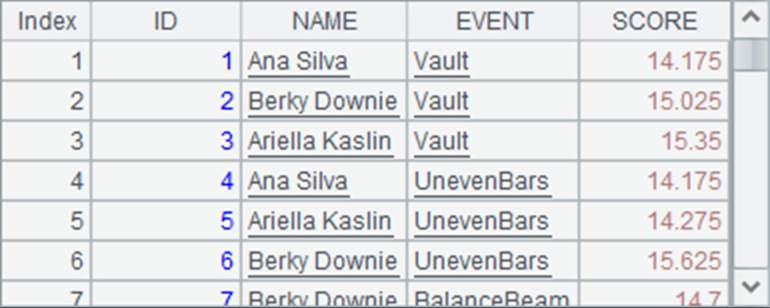 Index ID NAME EVENT SCORE
1 1 Ana Silva Vault 14.175
2 2 Berky Downie Vault 15.025
3 3 Ariella Kaslin Vault 15.35
4 4 Ana Silva UnevenBars 14.175
5 5 Ariella Kaslin UnevenBars 14.275
6 6 Berky Downie UnevenBars 15.625
7 7 Berky Downie BalanceBeam 14.7